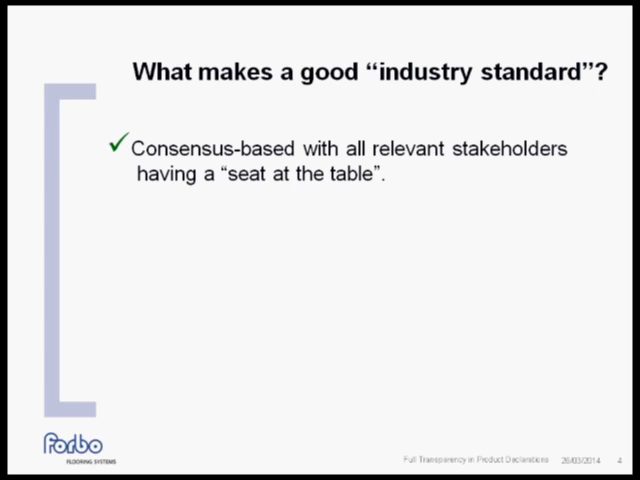 What makes a good “industry standard”?
✓Consensus-based with all relevant stakeholders
having a “seat at the table”.
Forbo
FLOORING SYSTEMS
Full Transparency in Product Declarations 26/03/2014 4